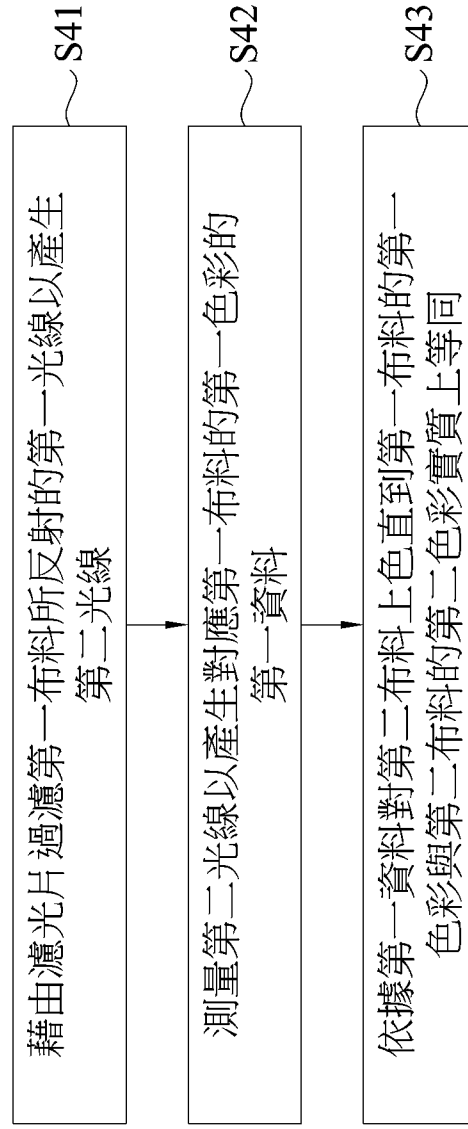 藉由濾光片過濾第一布料所反射的第一光線以產生
第二光線
S41
測量第二光線以產生對應第一布料的第一色彩的
第一資料
S42
依據第一資料對第二布料上色直到第一布料的第一
色彩與第二布料的第二色彩實質上等同
S43